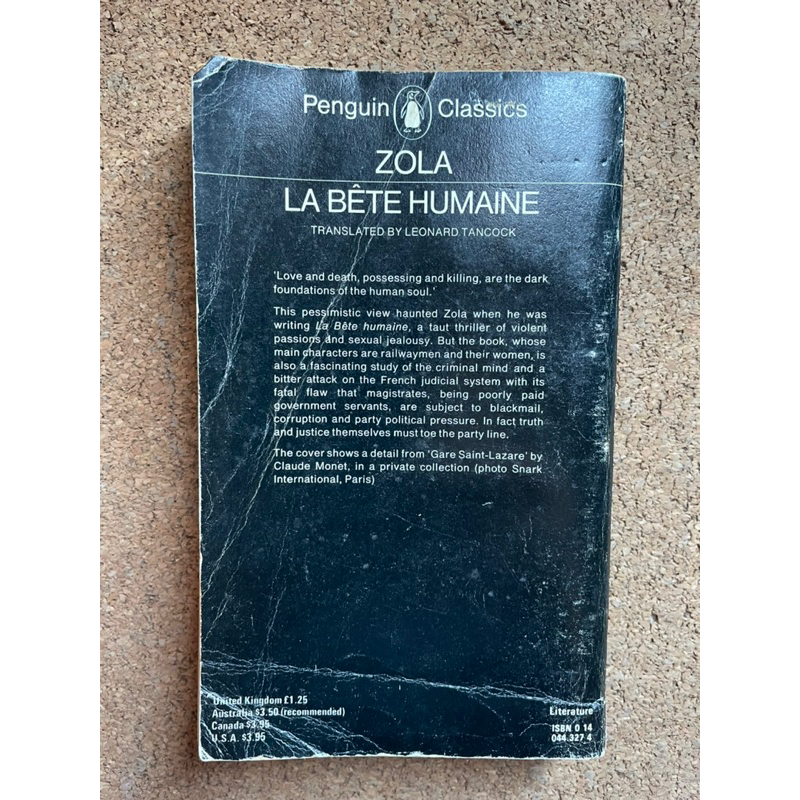 Penguin Classics
ZOLA
LA BÊTE HUMAINE
TRANSLATED BY LEONARD TANCOCK
'Love and death, possessing and killing, are the dark
foundations of the human soul.'
This pessimistic view haunted Zola when he was
writing La Bête humaine, a taut thriller of violent
passions and sexual jealousy. But the book, whose
main characters are railwaymen and their women, is
also a fascinating study of the criminal mind and a
bitter attack on the French judicial system with its
fatal flaw that magistrates, being poorly paid
government servants, are subject to blackmail,
corruption and party political pressure. In fact truth
and justice themselves must toe the party line.
The cover shows a detail from 'Gare Saint-Lazare' by
Claude Monet, in a private collection (photo Snark
International, Paris)
United Kingdom £1.25
Australia $3.50 (recommended)
Canada $3.95
U.S.A. $3.95
Literature
ISBN 0 14
044.327 4